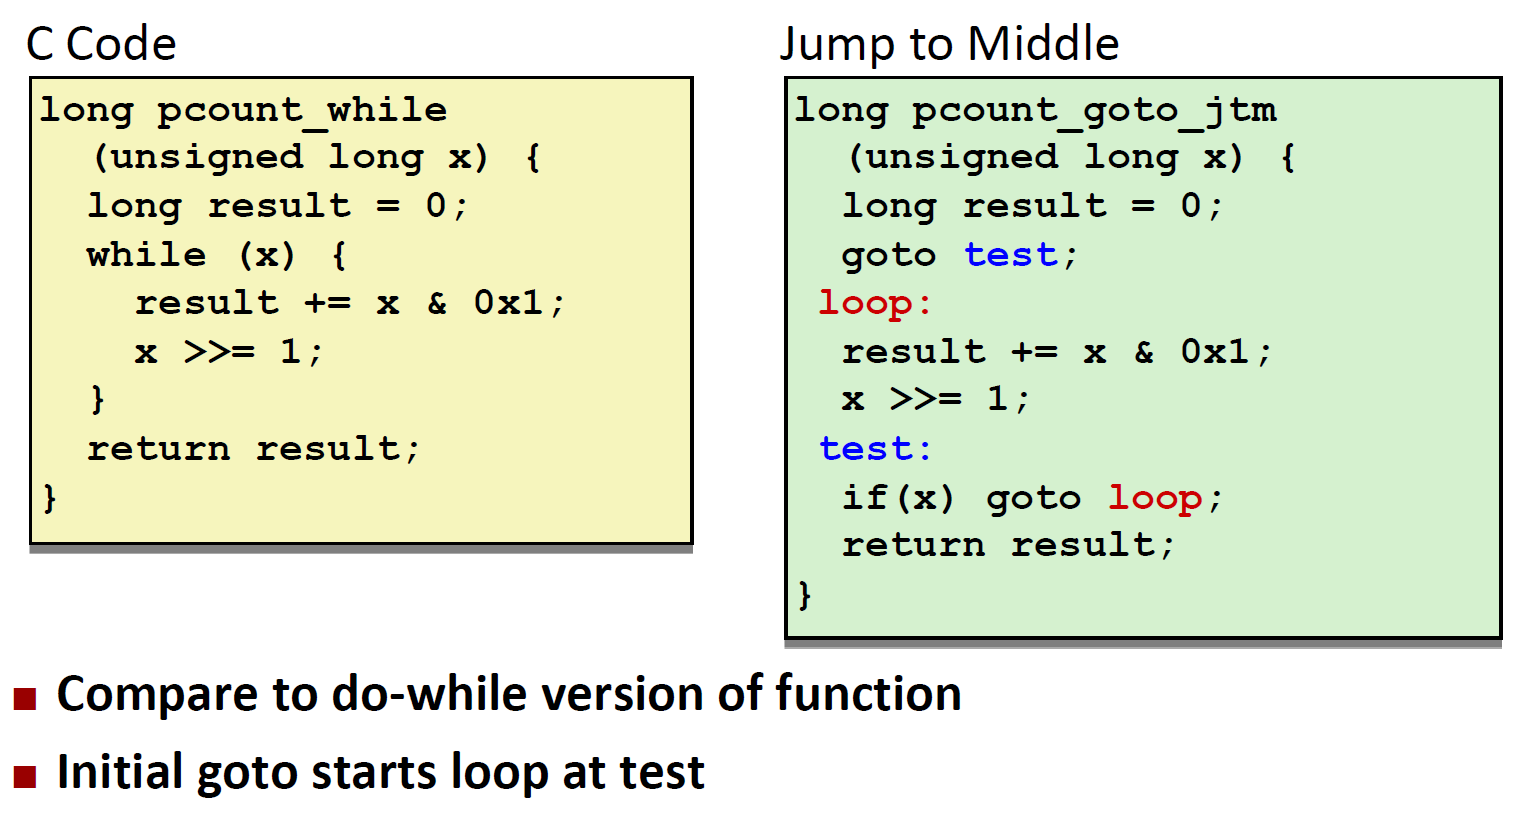 C Code
long pcount_while
(unsigned long x) {
long result = 0;
while (x) {
result += x & 0x1;
x >>= 1;
}
return result;
}
Jump to Middle
long pcount_goto_jtm
(unsigned long x) {
long result = 0;
goto test;
loop:
result += x & 0x1;
x >>= 1;
test:
if(x) goto loop;
return result;
}
Compare to do-while version of function
Initial goto starts loop at test